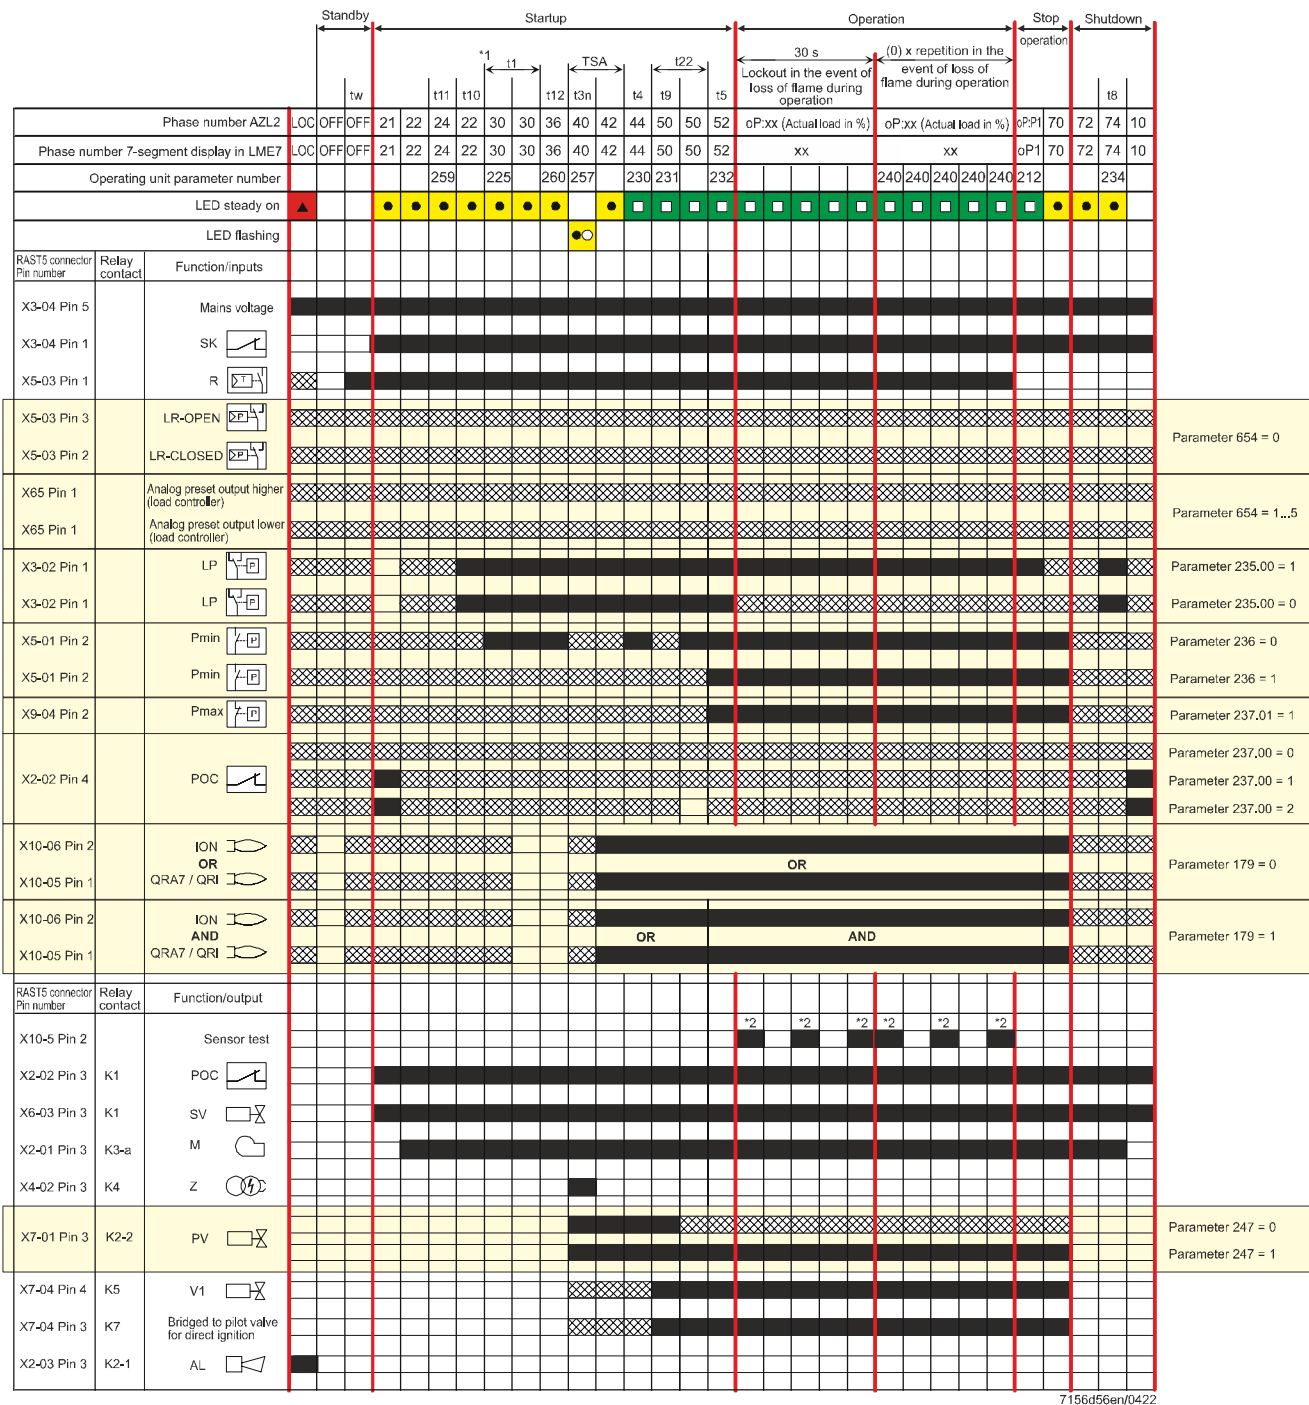 Standby Startup Operation Stop operation Shutdown
30 s (0) x repetition in the
*1 t1 TSA t22 Lockout in the event of event of loss of
loss of flame during flame during operation
tw t11 t10 t12 t3n t4 t9 t5 operation t8
Phase number AZL2 LOC OFF OFF 21 22 24 22 30 30 36 40 42 44 50 50 52 oP:xx (Actual load in %) oP:xx (Actual load in %) oP:P1 70 72 74 10
Phase number 7-segment display in LME7 LOC OFF OFF 21 22 24 22 30 30 36 40 42 44 50 50 52 xx xx oP1 70 72 74 10
Operating unit parameter number 259 225 260 257 230 231 232 240 240 240 240 240 212 234
LED steady on
LED flashing
RAST5 connector Relay Function/inputs
Pin number contact
X3-04 Pin 5 Mains voltage
X3-04 Pin 1 SK
X5-03 Pin 1 R T
X5-03 Pin 3 LR-OPEN P
Parameter 654 = 0
X5-03 Pin 2 LR-CLOSED P
X65 Pin 1 Analog preset output higher
(load controller)
Parameter 654 = 1...5
X65 Pin 1 Analog preset output lower
(load controller)
X3-02 Pin 1 LP P Parameter 235.00 = 1
X3-02 Pin 1 LP P Parameter 235.00 = 0
X5-01 Pin 2 Pmin P Parameter 236 = 0
X5-01 Pin 2 Pmin P Parameter 236 = 1
X9-04 Pin 2 Pmax P Parameter 237.01 = 1
Parameter 237.00 = 0
X2-02 Pin 4 POC Parameter 237.00 = 1
Parameter 237.00 = 2
X10-06 Pin 2 ION
OR OR Parameter 179 = 0
X10-05 Pin 1 QRA7 / QRI
X10-06 Pin 2 ION
AND OR AND Parameter 179 = 1
X10-05 Pin 1 QRA7 / QRI
RAST5 connector Relay Function/output
Pin number contact
*2 *2 *2 *2 *2 *2
X10-5 Pin 2 Sensor test
X2-02 Pin 3 K1 POC
X6-03 Pin 3 K1 SV
X2-01 Pin 3 K3-a M
X4-02 Pin 3 K4 Z
Parameter 247 = 0
X7-01 Pin 3 K2-2 PV
Parameter 247 = 1
X7-04 Pin 4 K5 V1
X7-04 Pin 3 K7 Bridged to pilot valve
for direct ignition
X2-03 Pin 3 K2-1 AL
7156d56en/0422